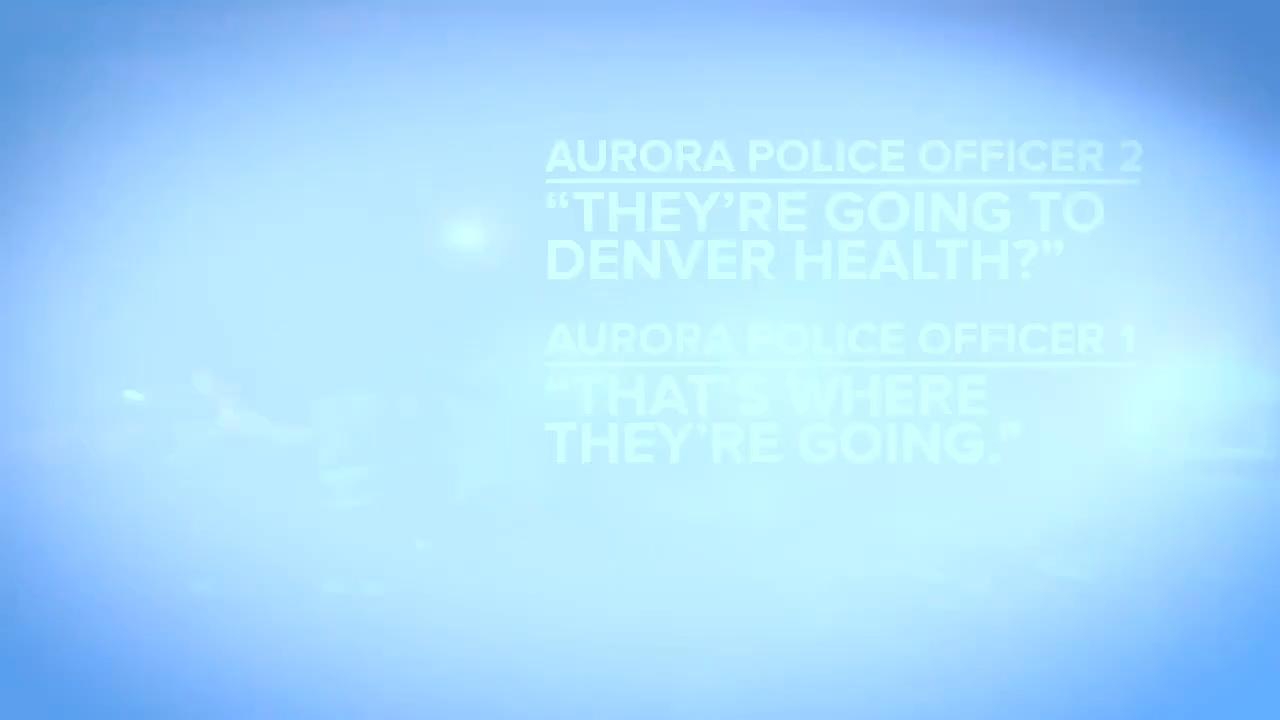 AURORA POLICE OFFICER 2
“THEY’RE GOING TO
DENVER HEALTH?”
AURORA POLICE OFFICER 1
“THAT’S WHERE
THEY’RE GOING.”